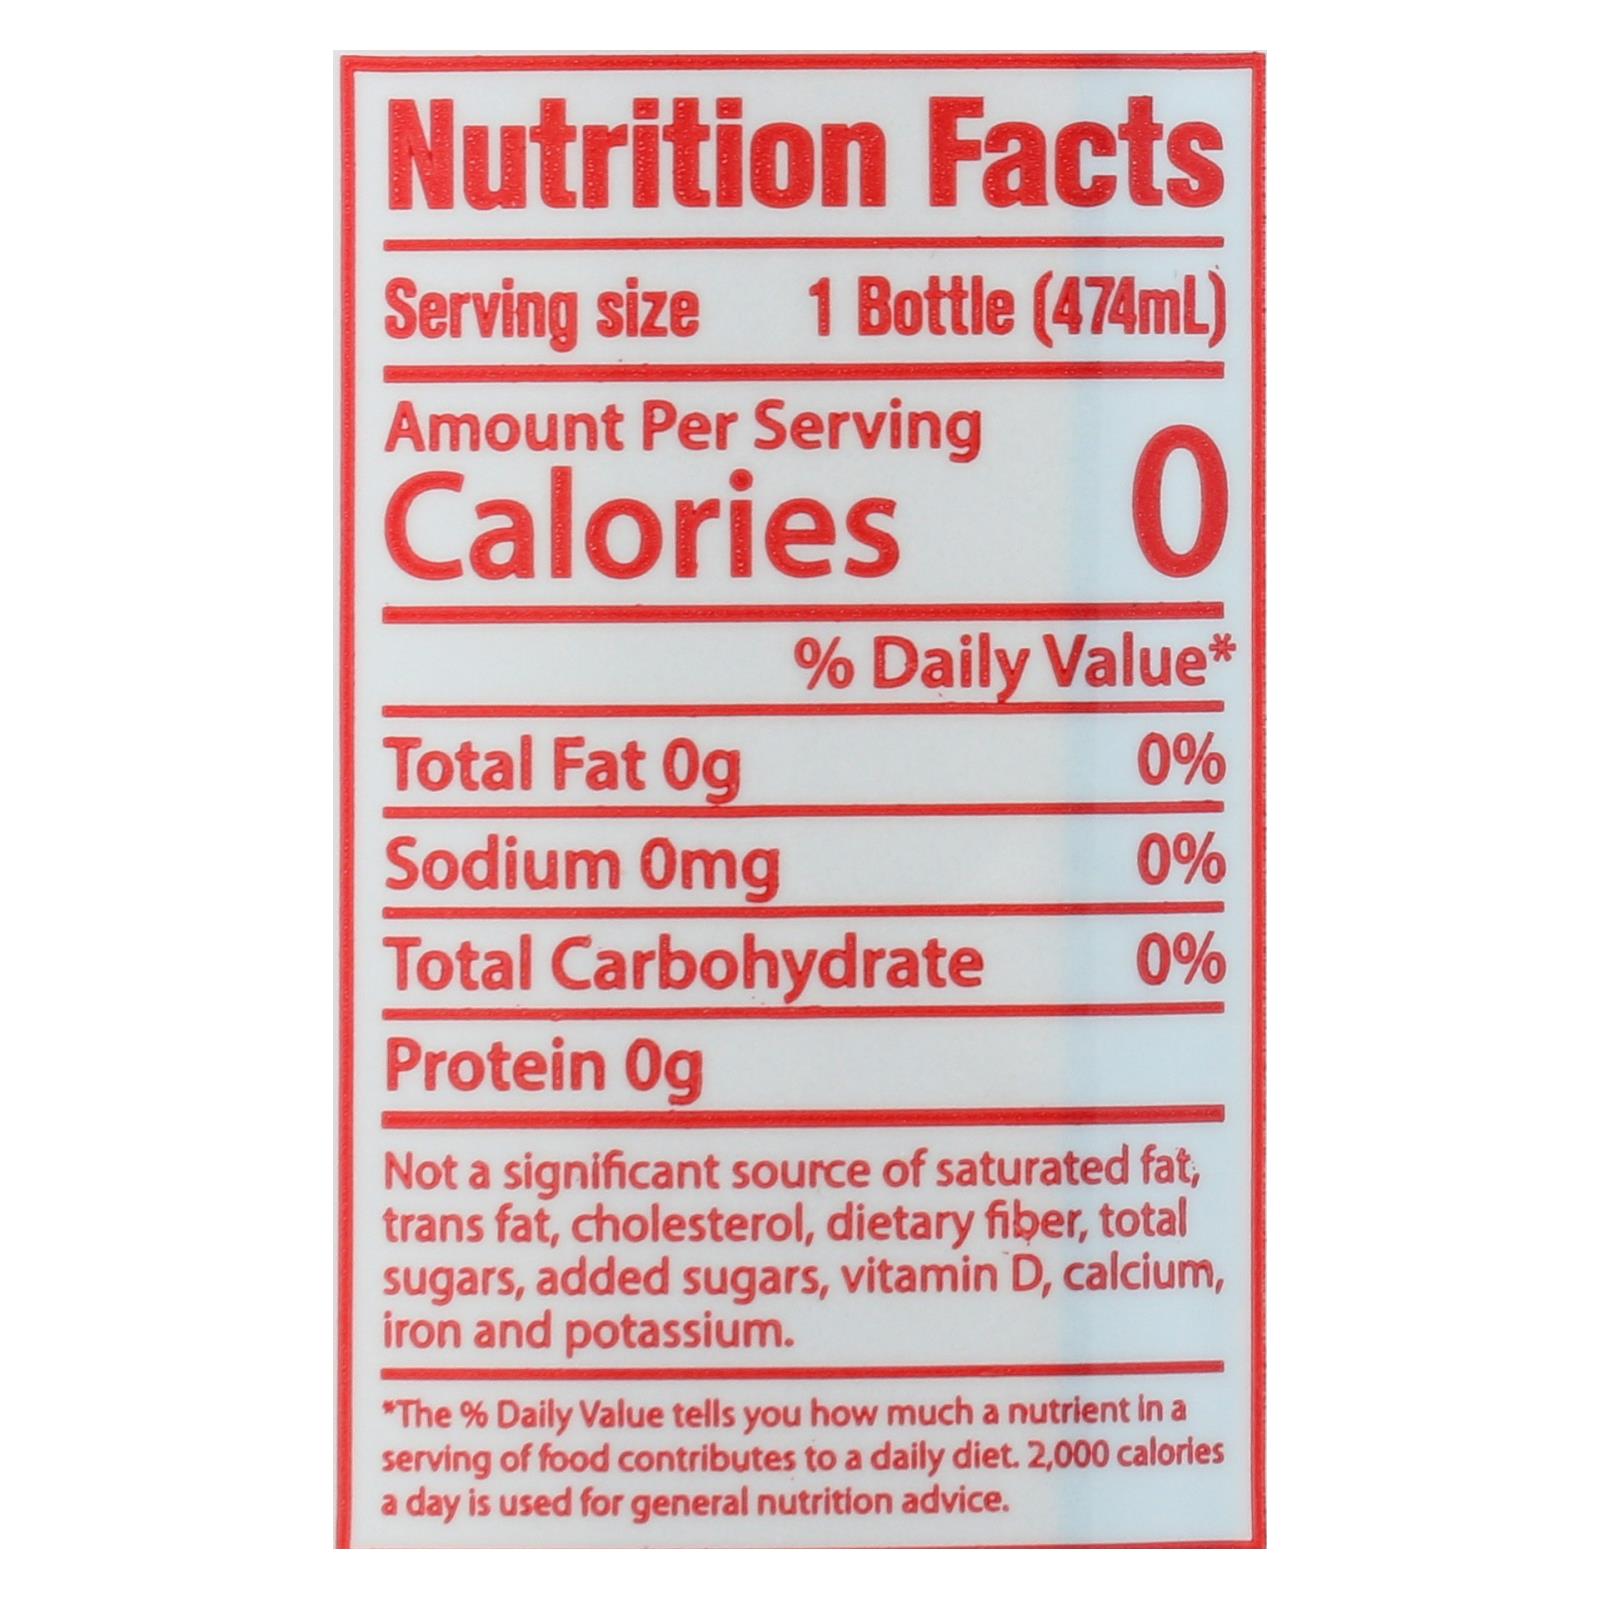 Nutrition Facts
Serving size 1 Bottle (474mL)
Amount Per Serving
Calories 0
% Daily Value*
Total Fat 0g 0%
Sodium 0mg 0%
Total Carbohydrate 0%
Protein 0g
Not a significant source of saturated fat,
trans fat, cholesterol, dietary fiber, total
sugars, added sugars, vitamin D, calcium,
iron and potassium.
*The % Daily Value tells you how much a nutrient in a
serving of food contributes to a daily diet. 2,000 calories
a day is used for general nutrition advice.